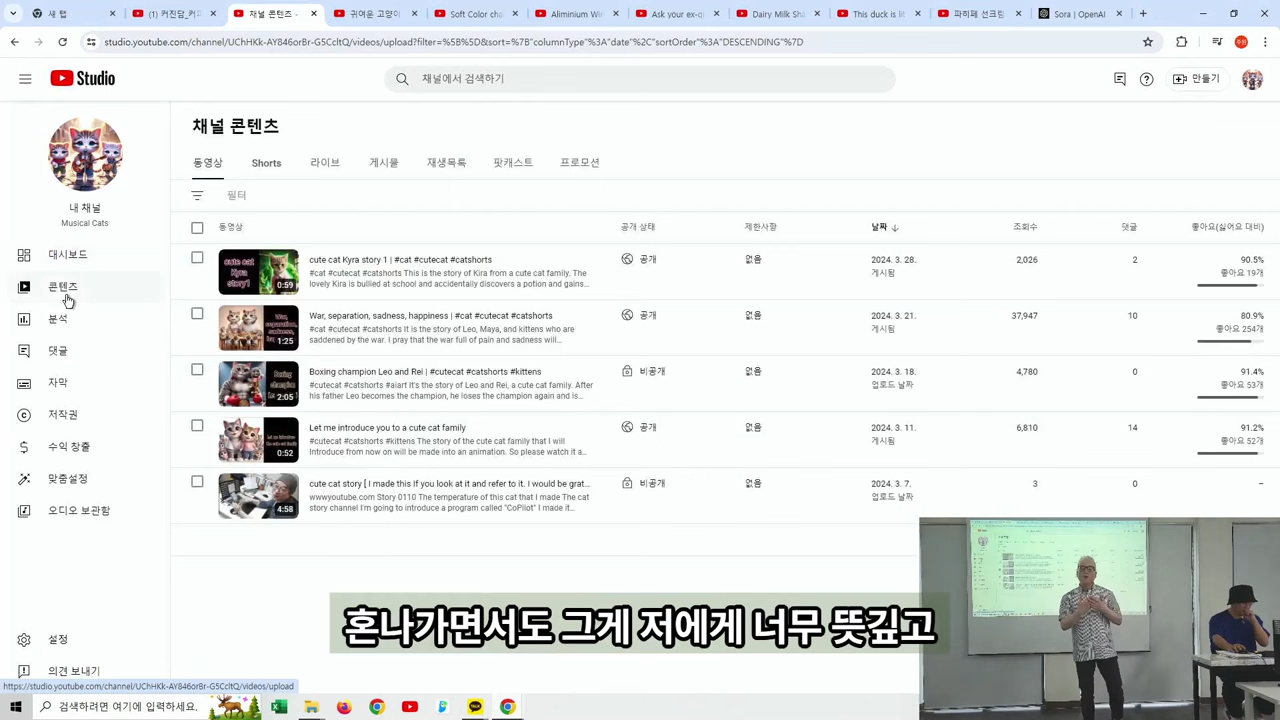 새 탭
(1) 커진담_커피
채널 콘텐츠 -
귀여운 고양이
Soft Color cha
Aliminium Wi
Ask your ex-q
Dairy Milk Sha
This duck is lit
파히페 선크림
Sora | OpenAI
studio.youtube.com/channel/UChHKk-AY846orBr-G5CcltQ/videos/upload?filter=%5B%5D&sort=%7B"columnType"%3A"date"%2C"sortOrder"%3A"DESCENDING"%7D
Studio
채널에서 검색하기
만들기
내 채널
Musical Cats
대시보드
콘텐츠
분석
댓글
자막
저작권
수익 창출
맞춤설정
오디오 보관함
설정
의견 보내기
채널 콘텐츠
동영상 Shorts 라이브 게시물 재생목록 팟캐스트 프로모션
필터
동영상 공개 상태 제한사항 날짜 ↓ 조회수 댓글 좋아요(싫어요 대비)
cute cat Kyra story1
0:59
cute cat Kyra story 1 | #cat #cutecat #catshorts
#cat #cutecat #catshorts This is the story of Kira from a cute cat family. The
lovely Kira is bullied at school and accidentally discovers a potion and gains...
공개 없음 2024. 3. 28. 2,026 2 90.5%
게시됨 좋아요 19개
War, separation, sadness,
1:25
War, separation, sadness, happiness | #cat #cutecat #catshorts
#cat #cutecat #catshorts It is the story of Leo, Maya, and kittens who are
saddened by the war. I pray that the war full of pain and sadness will...
공개 없음 2024. 3. 21. 37,947 10 80.9%
게시됨 좋아요 254개
Boxing
2:05
Boxing champion Leo and Rei | #cutecat #catshorts #kittens
#cutecat #catshorts #aiart It's the story of Leo and Rei, a cute cat family. After
his father Leo becomes the champion, he loses the champion again and is...
비공개 없음 2024. 3. 18. 4,780 0 91.4%
업로드 날짜 좋아요 53개
0:52
Let me introduce you to a cat family
#cutecat #catshorts #kittens The story of the cute cat family that I will
Introduce from now on will be made into an animation. So please watch it a...
공개 없음 2024. 3. 11. 6,810 14 91.2%
게시됨 좋아요 52개
4:58
cute cat story [ I made this If you look at it and refer to it. I would be grat...
wwwyoutube.com Story 0110 The temperature of this cat that I made The cat
story channel I'm going to introduce a program called "CoPilot" I made it...
비공개 없음 2024. 3. 7. 3 0 –
업로드 날짜
혼나가면서도 그게 저에게 너무 뜻깊고
https://studio.youtube.com/channel/UChHKk-AY846orBr-G5CcltQ/videos/upload
검색하려면 여기에 입력하세요.
TALK